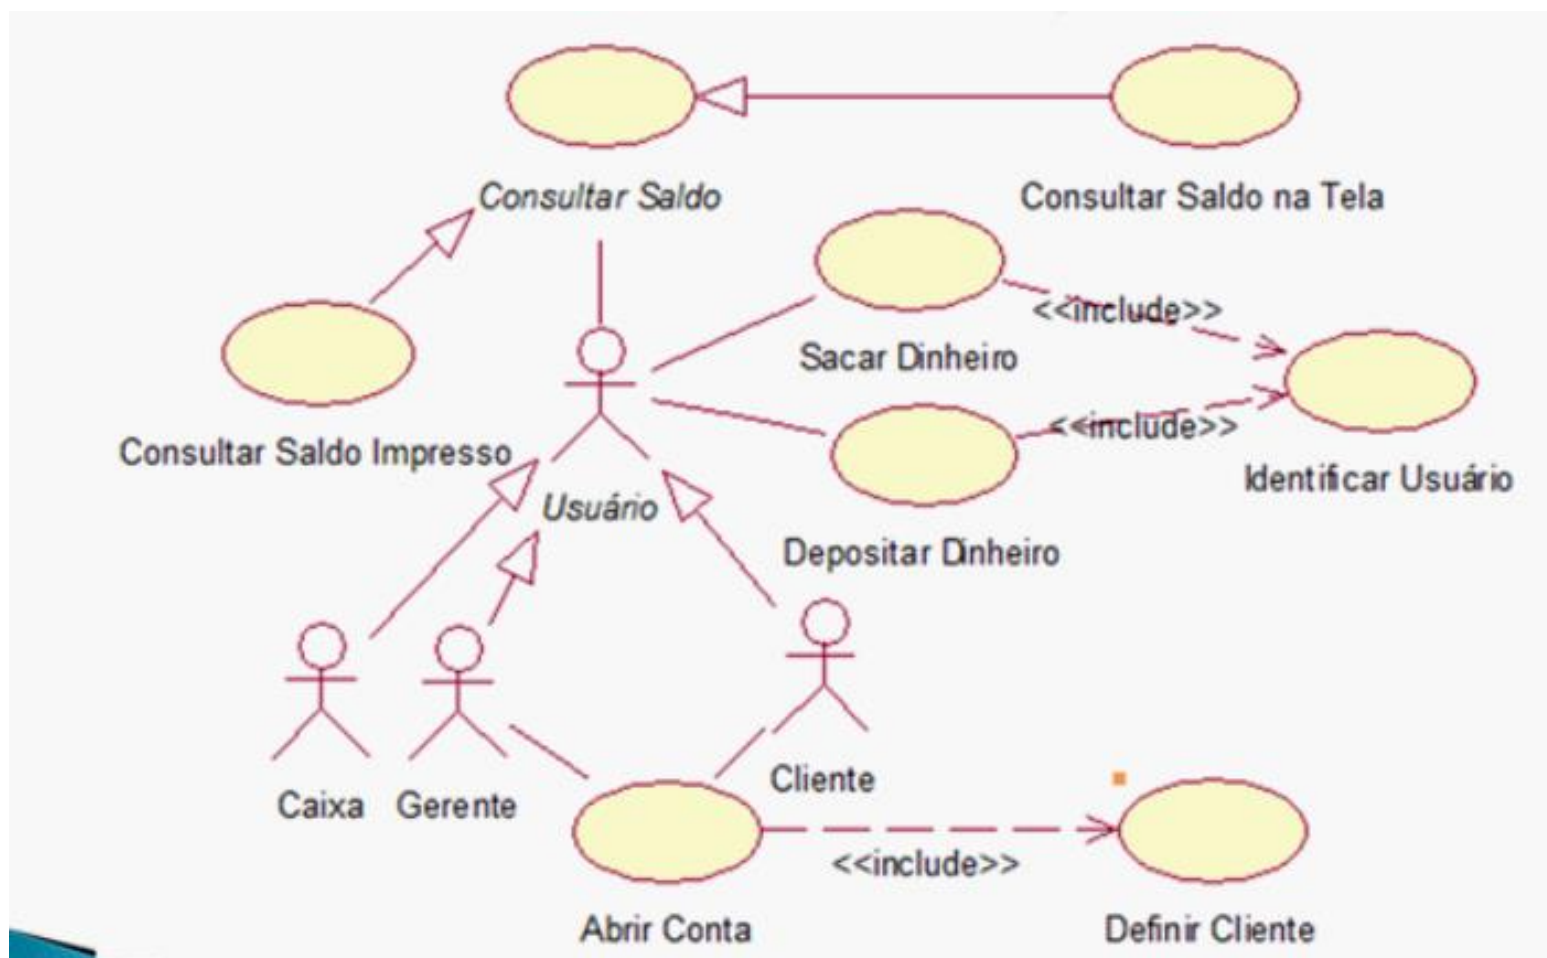 Consultar Saldo
Consultar Saldo na Tela
<<include>>
Sacar Dinheiro
<<include>>
Consultar Saldo Impresso
Identificar Usuário
Usuário
Depositar Dinheiro
Cliente
Caixa
Gerente
<<include>>
Abrir Conta
Definir Cliente